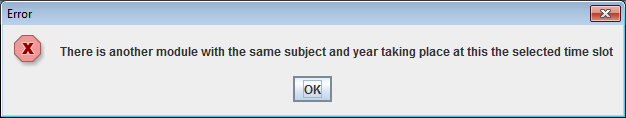 Error
There is another module with the same subject and year taking place at this the selected time slot
OK